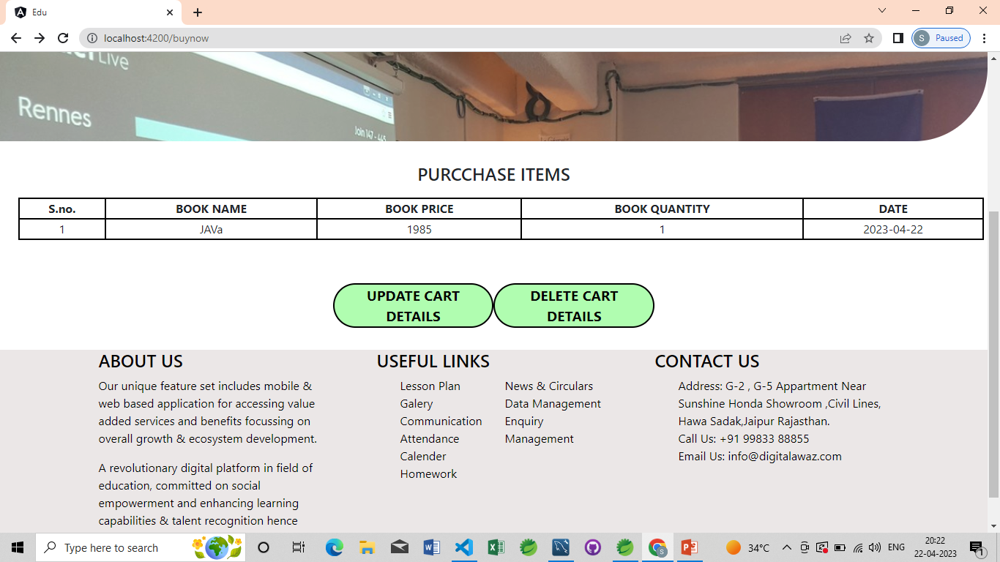 Edu
localhost:4200/buynow
Paused
S
Live
Rennes
Join 147 - 445
PURCCHASE ITEMS
S.no. BOOK NAME BOOK PRICE BOOK QUANTITY DATE
1 JAVa 1985 1 2023-04-22
UPDATE CART
DETAILS
DELETE CART
DETAILS
ABOUT US
Our unique feature set includes mobile &
web based application for accessing value
added services and benefits focussing on
overall growth & ecosystem development.
A revolutionary digital platform in field of
education, committed on social
empowerment and enhancing learning
capabilities & talent recognition hence
USEFUL LINKS
Lesson Plan
Galery
Communication
Attendance
Calender
Homework
News & Circulars
Data Management
Enquiry
Management
CONTACT US
Address: G-2 , G-5 Appartment Near
Sunshine Honda Showroom ,Civil Lines,
Hawa Sadak,Jaipur Rajasthan.
Call Us: +91 99833 88855
Email Us: info@digitalawaz.com
Type here to search
34°C
ENG
20:22
22-04-2023
1